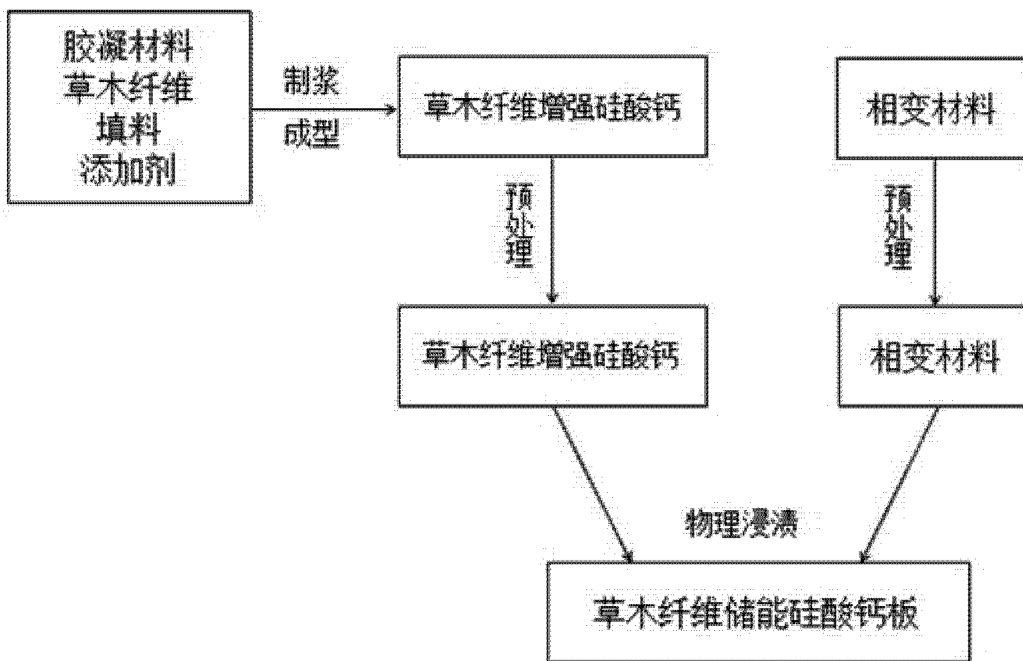 胶凝材料
草木纤维
填料
添加剂
制浆
成型
草木纤维增强硅酸钙
相变材料
预处理
预处理
草木纤维增强硅酸钙
相变材料
物理浸渍
草木纤维储能硅酸钙板